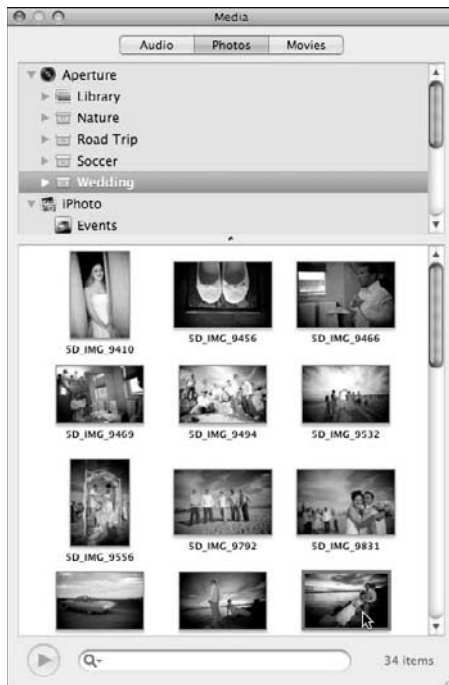 Media
Audio Photos Movies
Aperture
Library
Nature
Road Trip
Soccer
Wedding
iPhoto
Events
5D_IMG_9410 5D_IMG_9456 5D_IMG_9466
5D_IMG_9469 5D_IMG_9494 5D_IMG_9532
5D_IMG_9556 5D_IMG_9792 5D_IMG_9831
34 items